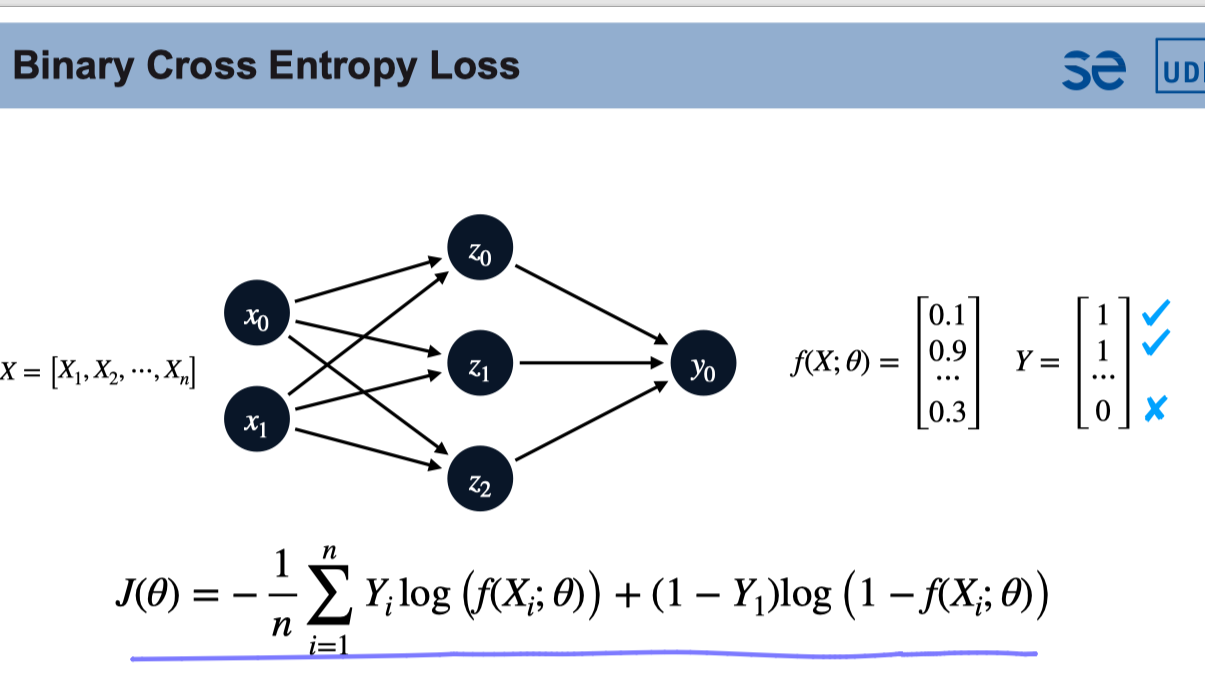 Binary Cross Entropy Loss
sə UD
z₀
x₀
[0.1]
[1] ✓
X = [X₁, X₂, ⋯, Xₙ] z₁ y₀ f(X; θ) = [0.9] Y = [1] ✓
[⋯] [⋯]
[0.3] [0] ✗
x₁
z₂
J(θ) = − 1/n ∑ᵢ₌₁ⁿ Yᵢ log (f(Xᵢ; θ)) + (1 − Y₁)log (1 − f(Xᵢ; θ))